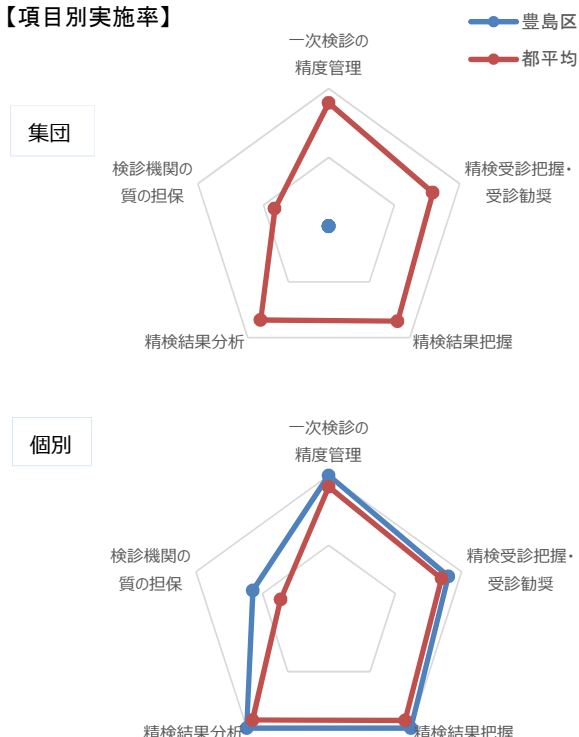 【項目別実施率】
豊島区
都平均
集団
一次検診の
精度管理
精検受診把握・
受診勧奨
精検結果把握
精検結果分析
検診機関の
質の担保
個別
一次検診の
精度管理
精検受診把握・
受診勧奨
精検結果把握
精検結果分析
検診機関の
質の担保